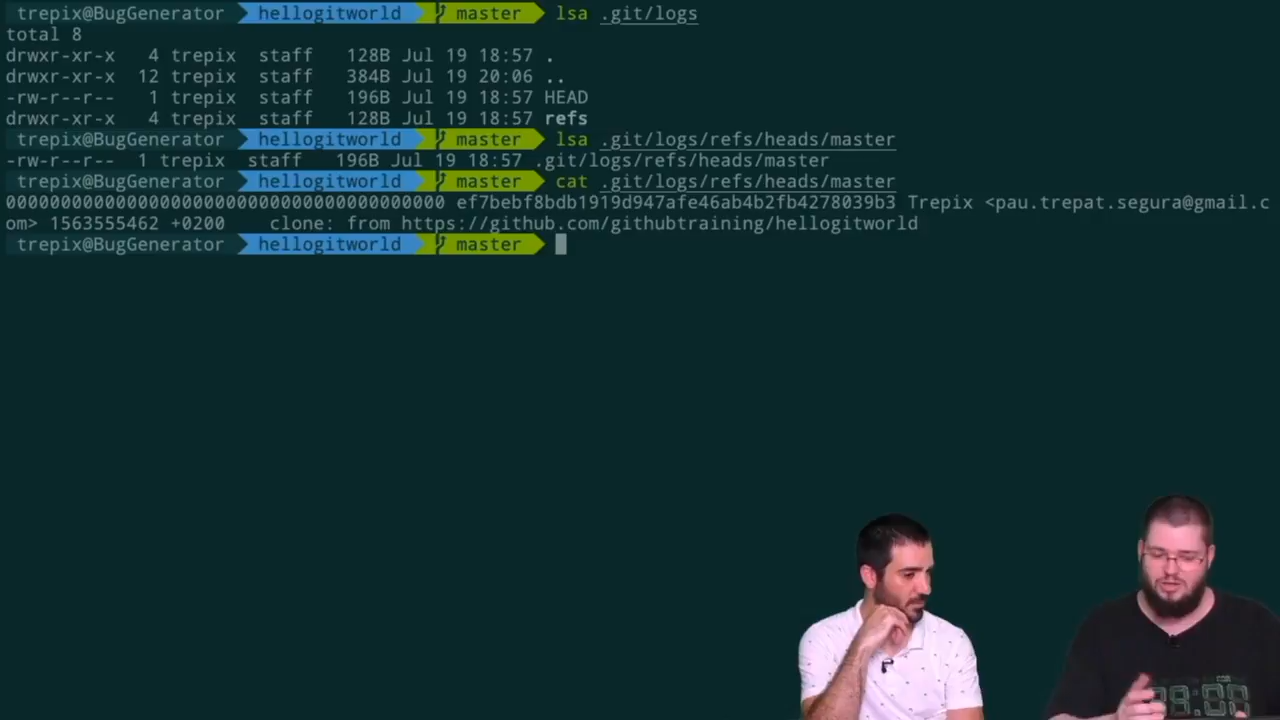 trepix@BugGenerator hellogitworld master lsa .git/logs
total 8
drwxr-xr-x 4 trepix staff 128B Jul 19 18:57 .
drwxr-xr-x 12 trepix staff 384B Jul 19 20:06 ..
-rw-r--r-- 1 trepix staff 196B Jul 19 18:57 HEAD
drwxr-xr-x 4 trepix staff 128B Jul 19 18:57 refs
trepix@BugGenerator hellogitworld master lsa .git/logs/refs/heads/master
-rw-r--r-- 1 trepix staff 196B Jul 19 18:57 .git/logs/refs/heads/master
trepix@BugGenerator hellogitworld master cat .git/logs/refs/heads/master
0000000000000000000000000000000000000000 ef7bebf8bdb1919d947afe46ab4b2fb4278039b3 Trepix <pau.trepat.segura@gmail.c
om> 1563555462 +0200 clone: from https://github.com/githubtraining/hellogitworld
trepix@BugGenerator hellogitworld master